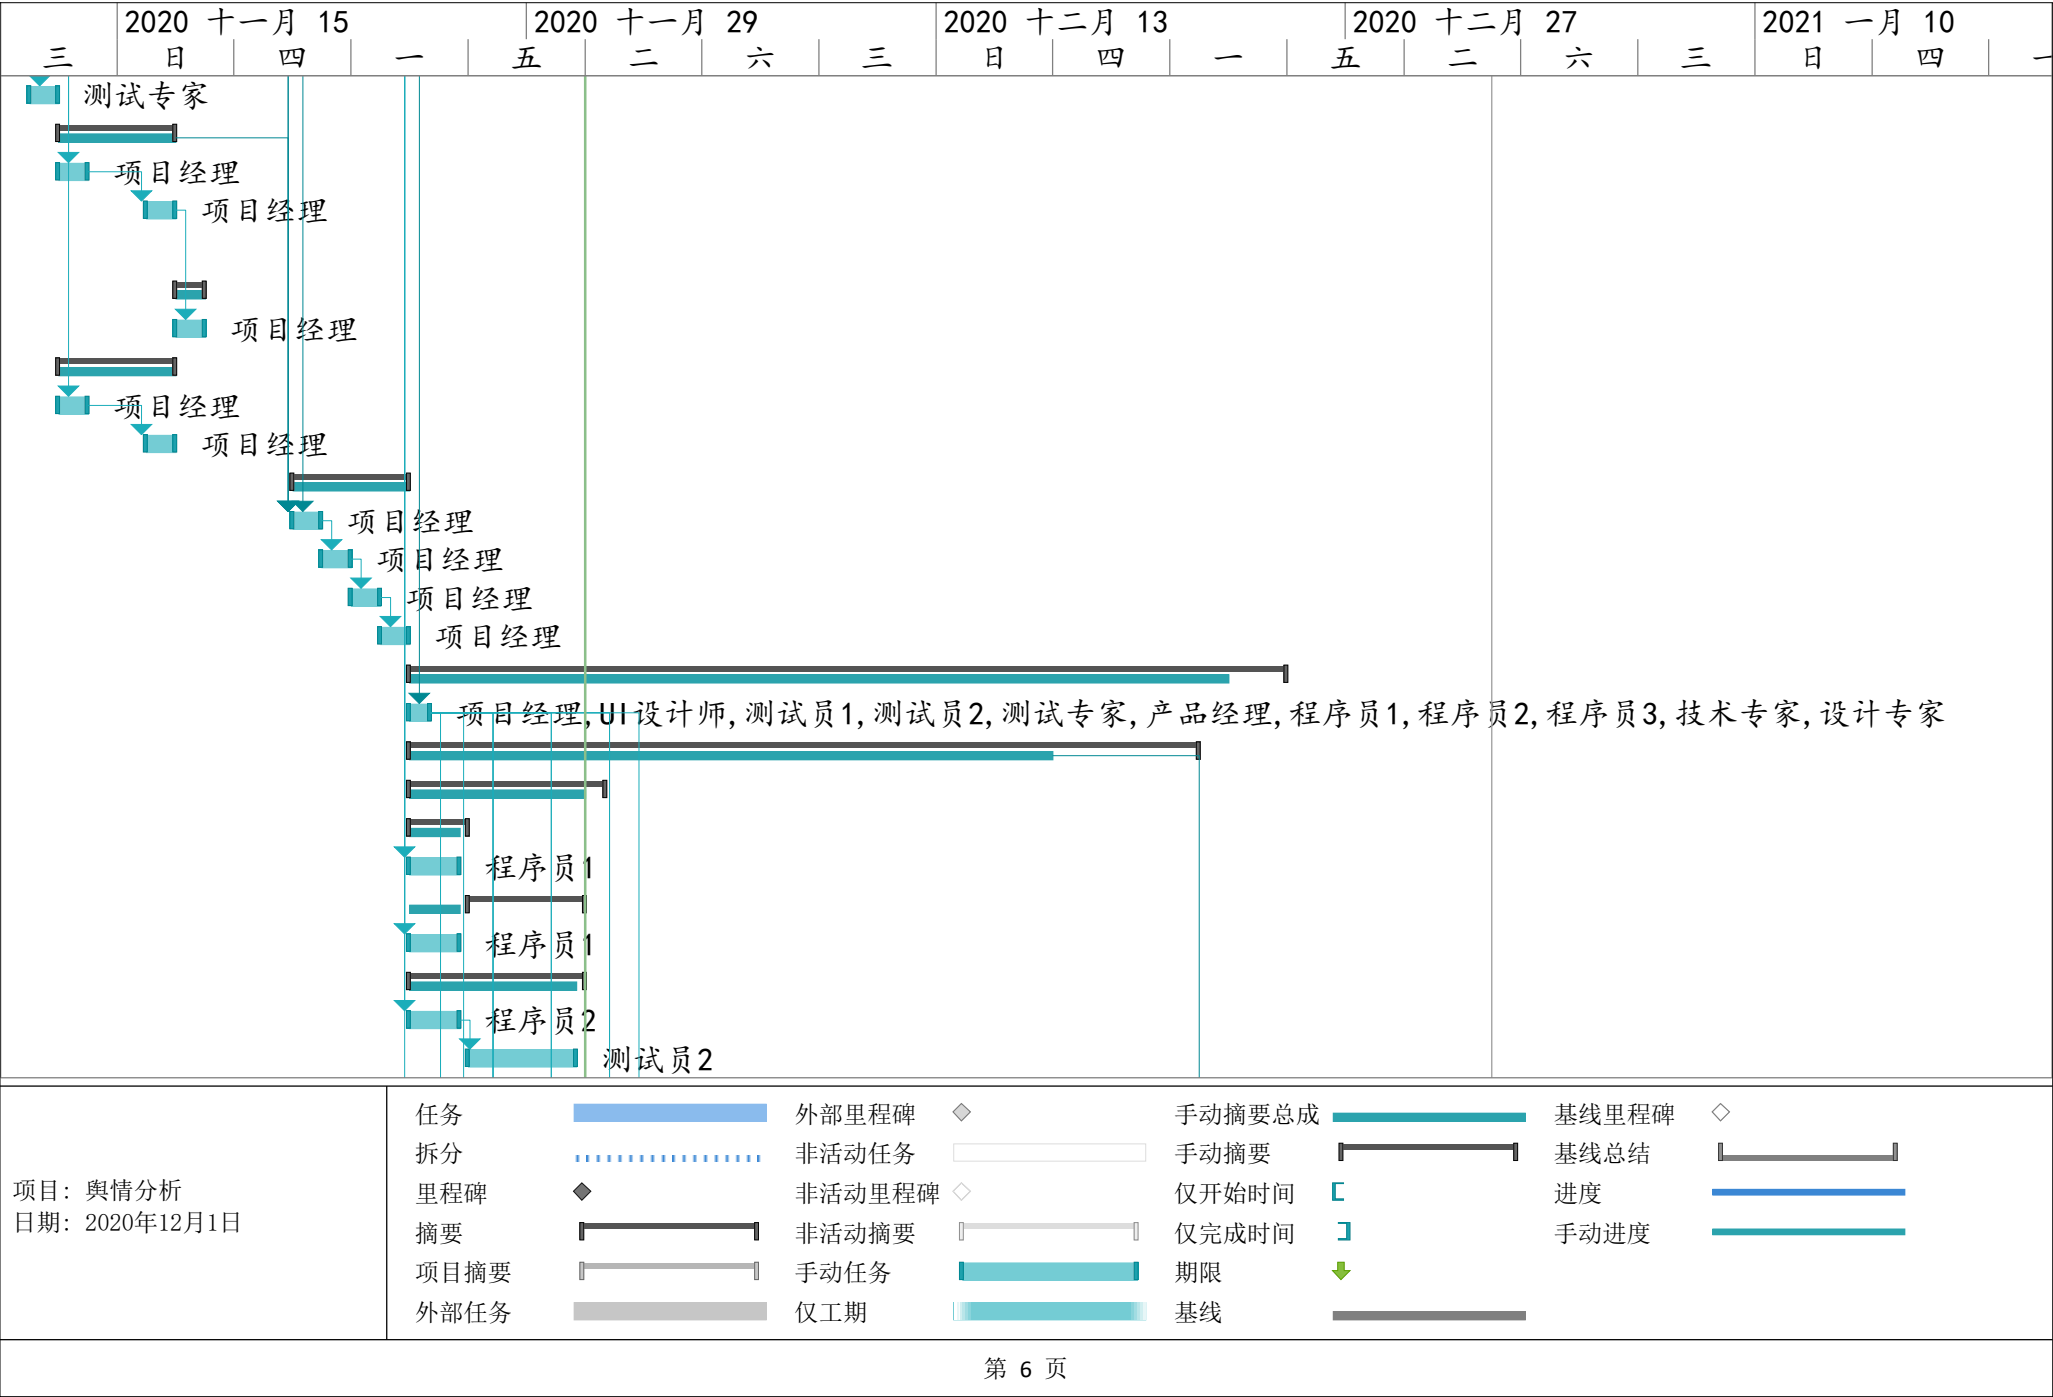 2020 十一月 15 2020 十一月 29 2020 十二月 13 2020 十二月 27 2021 一月 10
三 日 四 一 五 二 六 三 日 四 一 五 二 六 三 日 四 一
测试专家
项目经理
项目经理
项目经理
项目经理
项目经理
项目经理
项目经理
项目经理
项目经理
项目经理,UI设计师,测试员1,测试员2,测试专家,产品经理,程序员1,程序员2,程序员3,技术专家,设计专家
程序员1
程序员1
程序员2
测试员2
项目: 舆情分析
日期: 2020年12月1日
任务 外部里程碑 手动摘要总成 基线里程碑
拆分 非活动任务 手动摘要 基线总结
里程碑 非活动里程碑 仅开始时间 进度
摘要 非活动摘要 仅完成时间 手动进度
项目摘要 手动任务 期限
外部任务 仅工期 基线
第 6 页